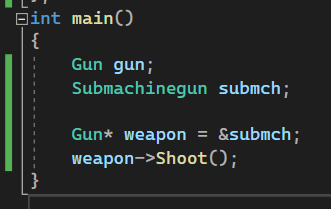 int main()
{
Gun gun;
Submachinegun submch;
Gun* weapon = &submch;
weapon->Shoot();
}